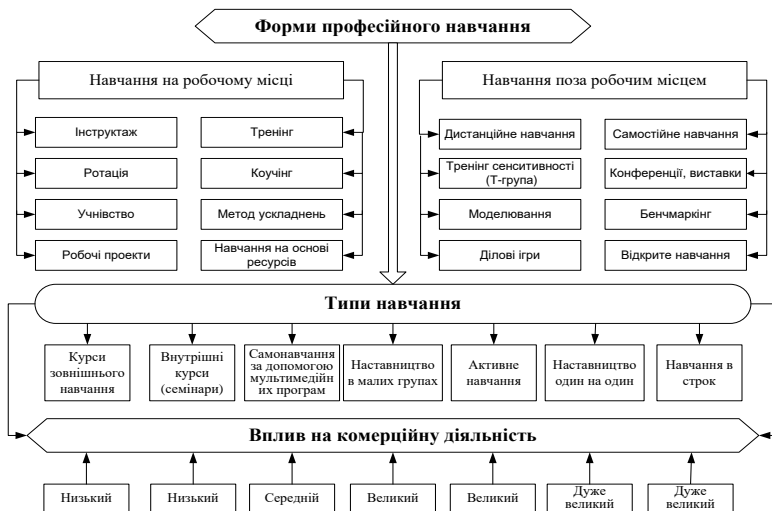 Форми професійного навчання
Навчання на робочому місці
Навчання поза робочим місцем
Інструктаж
Тренінг
Ротація
Коучінг
Учнівство
Метод ускладнень
Робочі проекти
Навчання на основі
ресурсів
Дистанційне навчання
Самостійне навчання
Тренінг сенситивності
(Т-група)
Конференції, виставки
Моделювання
Бенчмаркінг
Ділові ігри
Відкрите навчання
Типи навчання
Курси
зовнішнього
навчання
Внутрішні
курси
(семінари)
Самонавчання
за допомогою
мультимедійн
их програм
Наставництво
в малих групах
Активне
навчання
Наставництво
один на один
Навчання в
строк
Вплив на комерційну діяльність
Низький
Низький
Середній
Великий
Великий
Дуже
великий
Дуже
великий